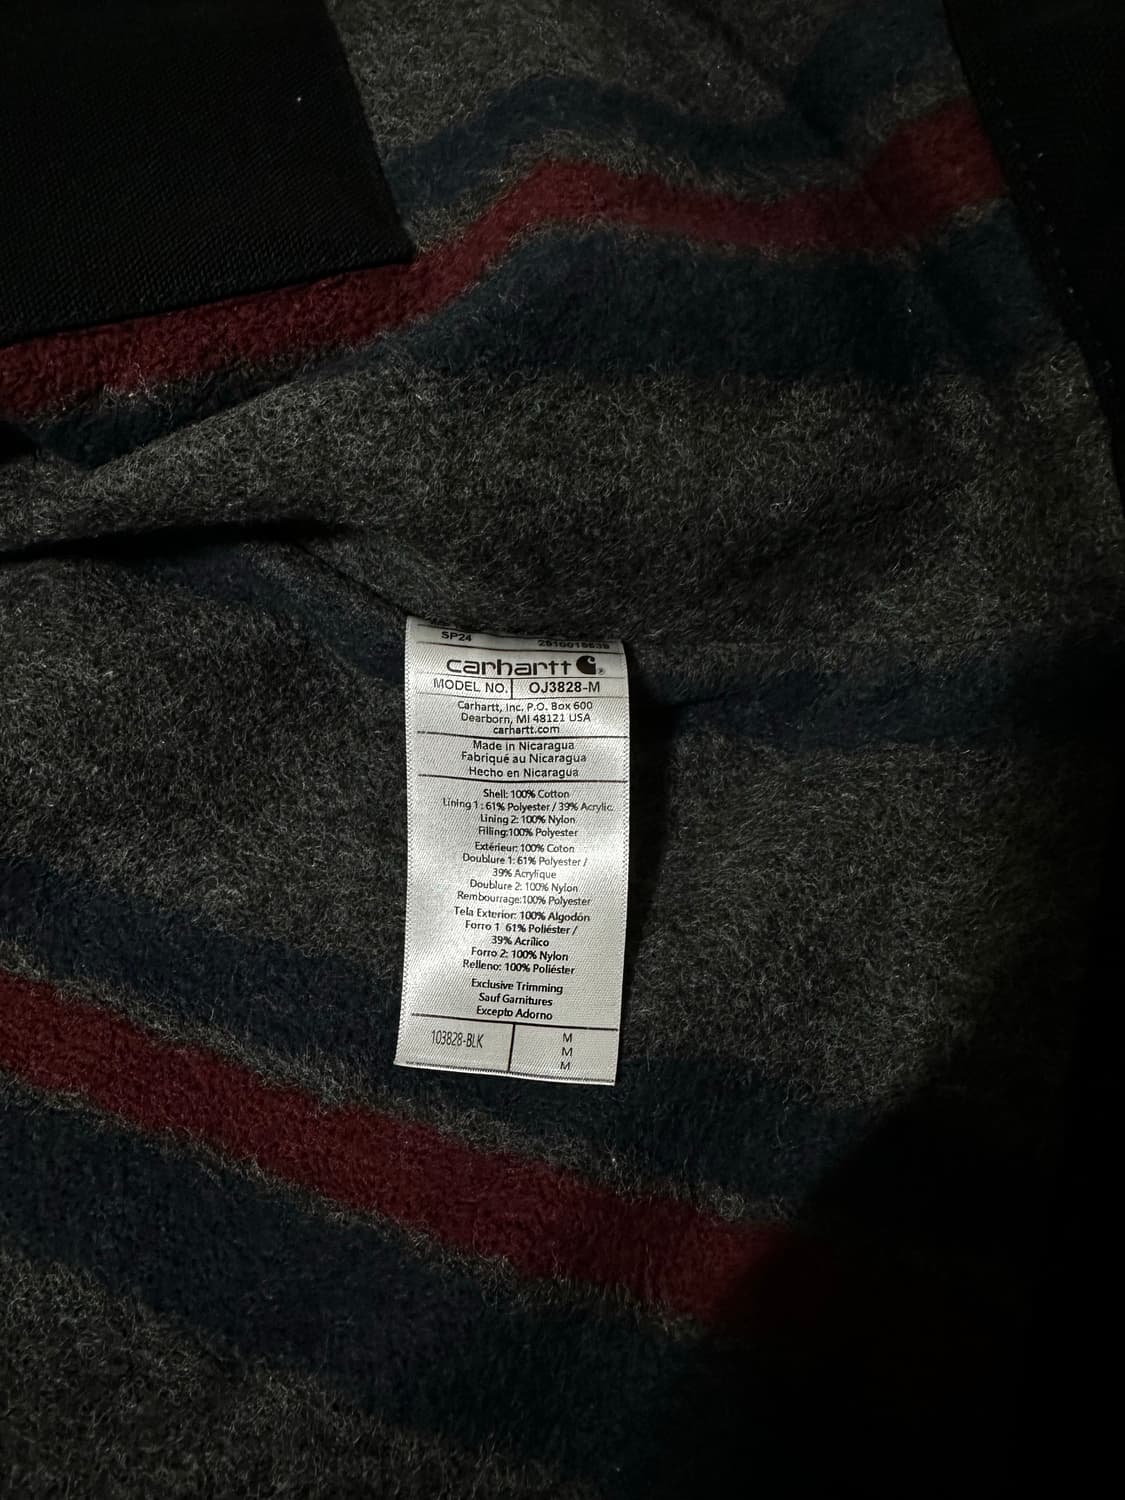 SP24
carhartt
MODEL NO. OJ3828-M
Carhartt, Inc. P.O. Box 600
Dearborn, MI 48121 USA
carhartt.com
Made in Nicaragua
Fabriqué au Nicaragua
Hecho en Nicaragua
Shell: 100% Cotton
Lining 1 : 61% Polyester / 39% Acrylic
Lining 2: 100% Nylon
Filling:100% Polyester
Extérieur: 100% Coton
Doublure 1: 61% Polyester /
39% Acrylique
Doublure 2: 100% Nylon
Rembourrage:100% Polyester
Tela Exterior: 100% Algodón
Forro 1 61% Poliéster /
39% Acrílico
Forro 2: 100% Nylon
Relleno: 100% Poliéster
Exclusive Trimming
Sauf Garnitures
Excepto Adorno
103828-BLK
M
M
M